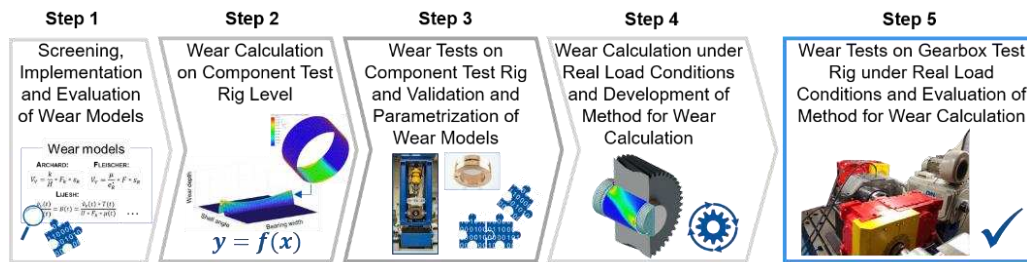 Step 1
Step 2
Step 3
Step 4
Step 5
Screening,
Implementation
and Evaluation
of Wear Models
Wear models
ARCHARD:
FLEISCHER:
LUESH:
...
Wear Calculation
on Component Test
Rig Level
Wear depth
Shell angle
Bearing width
y = f(x)
Wear Tests on
Component Test Rig
and Validation and
Parametrization of
Wear Models
Wear Calculation under
Real Load Conditions
and Development of
Method for Wear
Calculation
Wear Tests on Gearbox Test
Rig under Real Load
Conditions and Evaluation of
Method for Wear Calculation